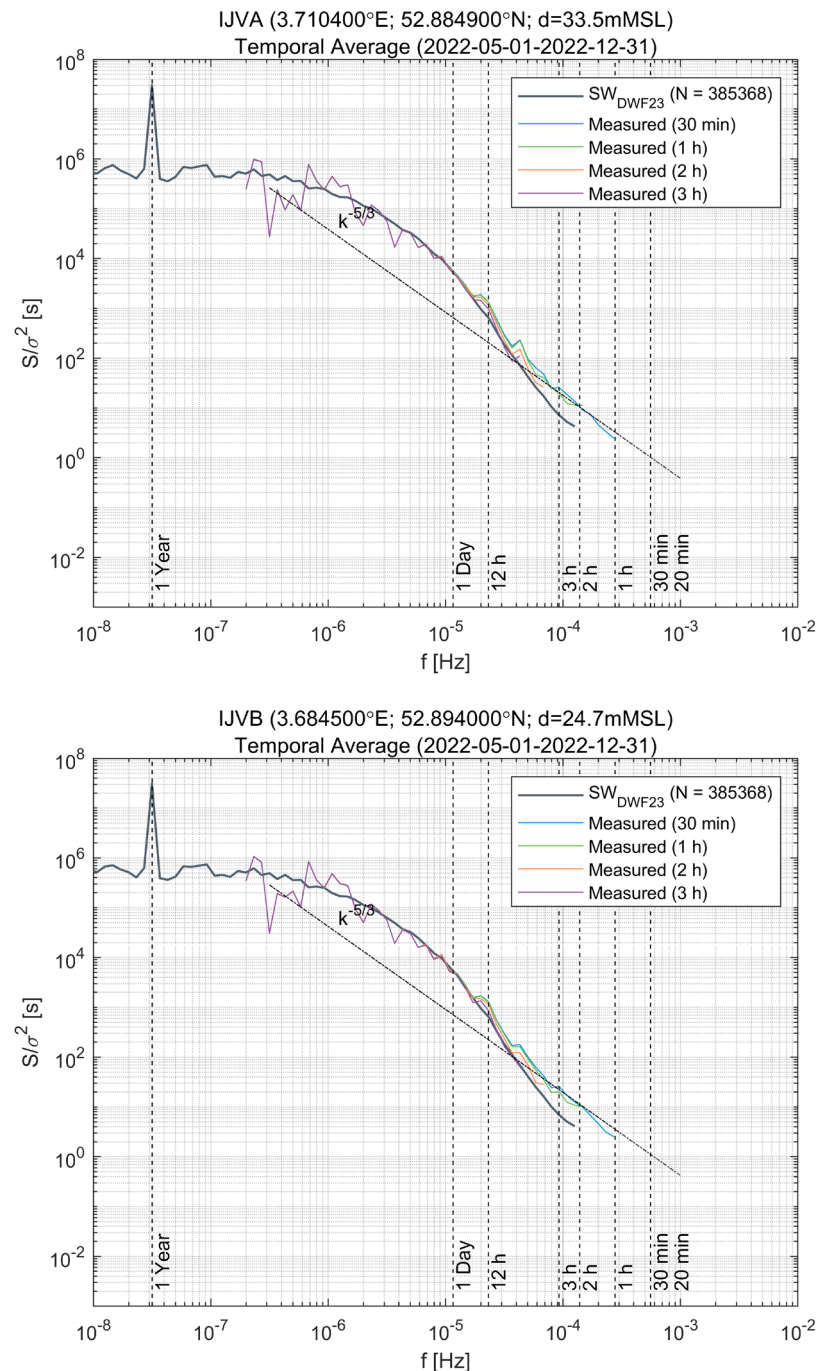 IJVA (3.710400°E; 52.884900°N; d=33.5mMSL)
Temporal Average (2022-05-01-2022-12-31)
10^8
10^6
10^4
10^2
10^0
10^-2
S/σ^2 [s]
SW_DWF23 (N = 385368)
Measured (30 min)
Measured (1 h)
Measured (2 h)
Measured (3 h)
k^-5/3
1 Year
1 Day
12 h
3 h
2 h
1 h
30 min
20 min
10^-8
10^-7
10^-6
10^-5
10^-4
10^-3
10^-2
f [Hz]
IJVB (3.684500°E; 52.894000°N; d=24.7mMSL)
Temporal Average (2022-05-01-2022-12-31)
10^8
10^6
10^4
10^2
10^0
10^-2
S/σ^2 [s]
SW_DWF23 (N = 385368)
Measured (30 min)
Measured (1 h)
Measured (2 h)
Measured (3 h)
k^-5/3
1 Year
1 Day
12 h
3 h
2 h
1 h
30 min
20 min
10^-8
10^-7
10^-6
10^-5
10^-4
10^-3
10^-2
f [Hz]